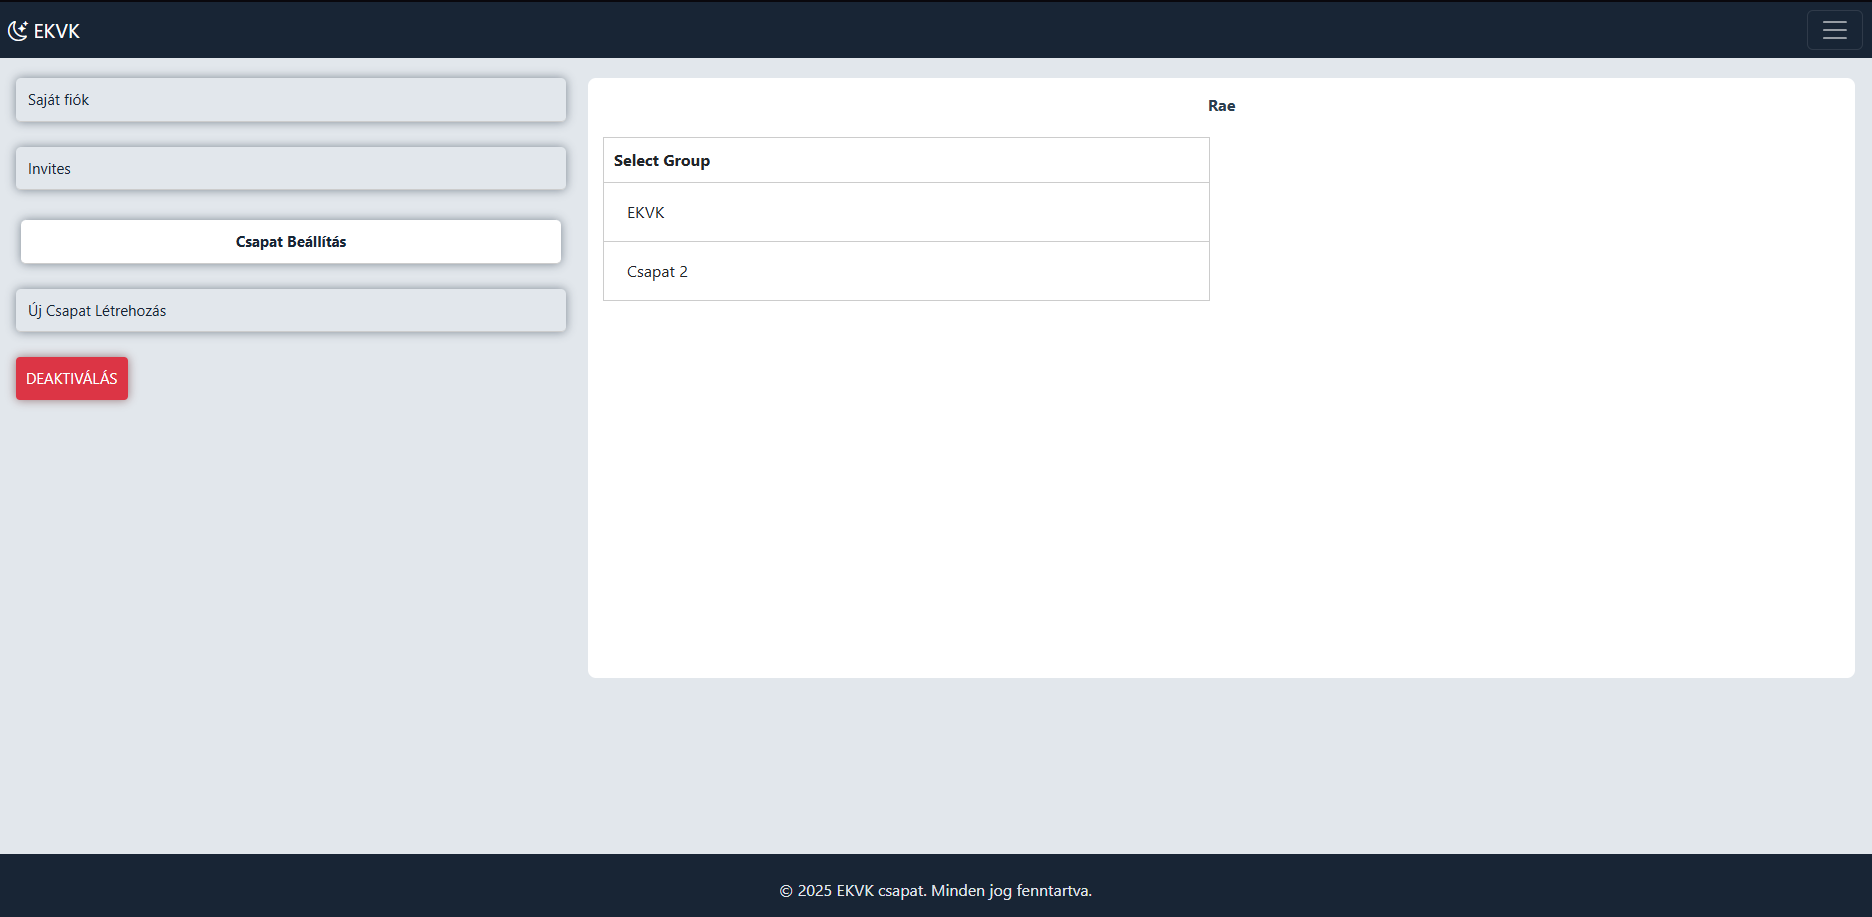 EKVK
Saját fiók
Invites
Csapat Beállítás
Új Csapat Létrehozás
DEAKTIVÁLÁS
Rae
Select Group
EKVK
Csapat 2
© 2025 EKVK csapat. Minden jog fenntartva.